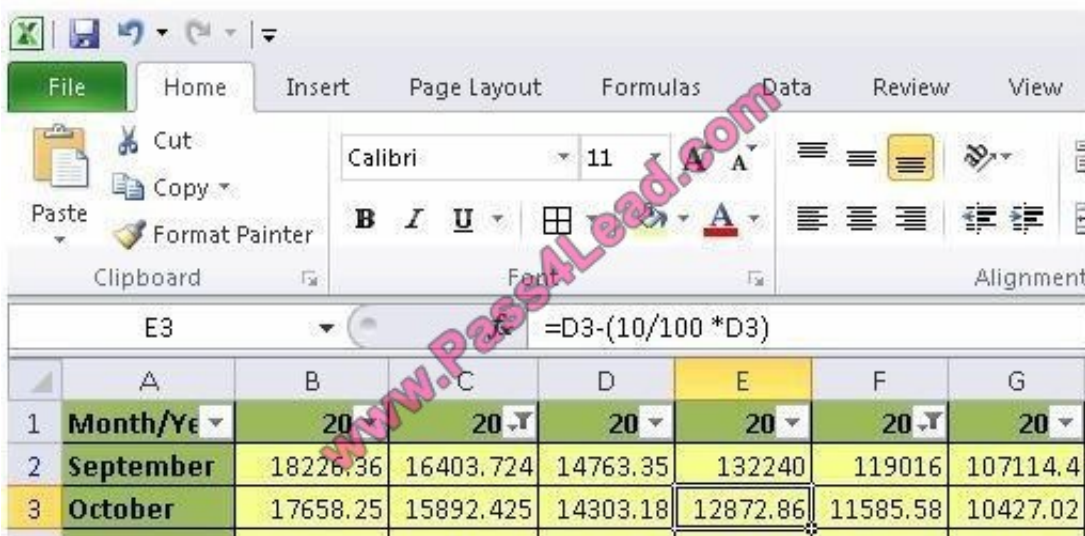 File Home Insert Page Layout Formulas Data Review View
Cut
Calibri 11 A A
Copy
Paste
B I U A
Format Painter
Clipboard Font Alignment
E3 fx =D3-(10/100 *D3)
A B C D E F G
1 Month/Ye 20 20 20 20 20 20
2 September 18226.36 16403.724 14763.35 132240 119016 107114.4
3 October 17658.25 15892.425 14303.18 12872.86 11585.58 10427.02
www.Pass4Lead.com